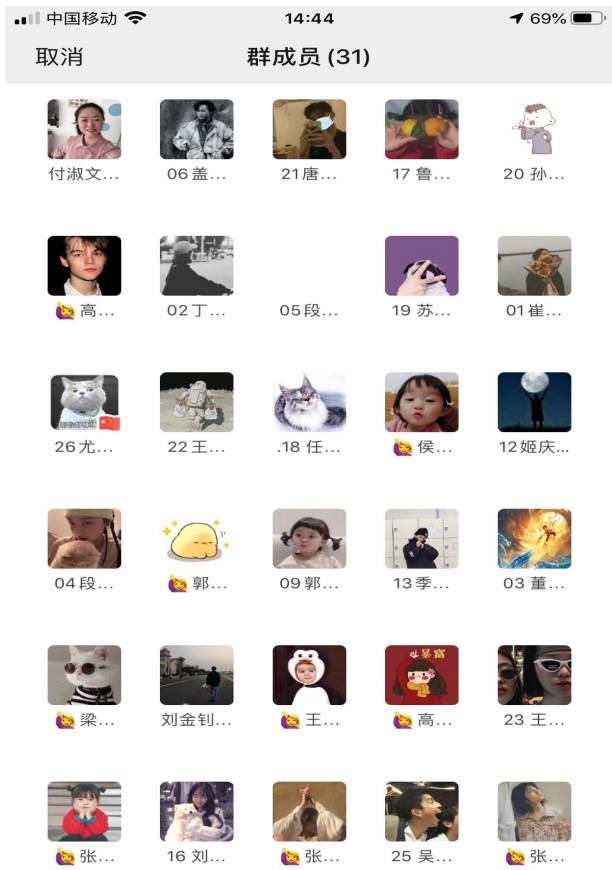 中国移动 14:44 69%
取消 群成员 (31)
付淑文... 06盖... 21唐... 17 鲁... 20 孙...
🙋‍♀️ 高... 02丁... 05段... 19 苏... 01崔...
26尤... 22王... .18 任... 🙋‍♀️ 侯... 12姬庆...
04段... 🙋‍♀️ 郭... 09郭... 13季... 03 董...
暴富
🙋‍♀️ 梁... 刘金钊... 🙋‍♀️ 王... 🙋‍♀️ 高... 23 王...
🙋‍♀️ 张... 16 刘... 🙋‍♀️ 张... 25 吴... 🙋‍♀️ 张...